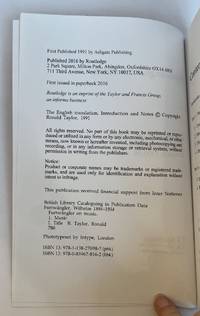 First Published 1991 by Ashgate Publishing
Published 2016 by Routledge
2 Park Square, Milton Park, Abingdon, Oxfordshire OX14 4RN
711 Third Avenue, New York, NY 10017, USA
First issued in paperback 2016
Routledge is an imprint of the Taylor and Francis Group,
an informa business
The English translation, Introduction and Notes © Copyright
Ronald Taylor, 1991
All rights reserved. No part of this book may be reprinted or repro-
duced or utilised in any form or by any electronic, mechanical, or other
means, now known or hereafter invented, including photocopying and
recording, or in any information storage or retrieval system, without
permission in writing from the publishers.
Notice:
Product or corporate names may be trademarks or registered trade-
marks, and are used only for identification and explanation without
intent to infringe.
This publication received significant support from Inter Nationes
British Library Cataloguing in Publication Data
Furtwängler, Wilhelm 1886–1954
Furtwängler on music.
1. Music
I. Title II. Taylor, Ronald
780
Phototypeset by Intype, London
ISBN 13: (pbk)
ISBN 13: 978-0-85967-816-2 (hbk)